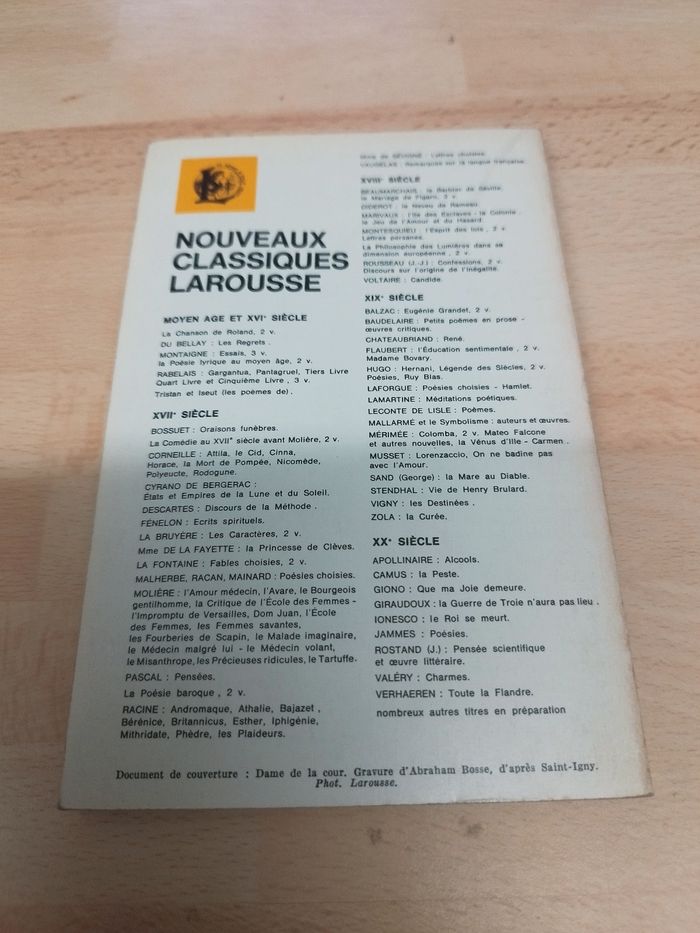 NOUVEAUX
CLASSIQUES
LAROUSSE
MOYEN AGE ET XVIe SIÈCLE
La Chanson de Roland, 2 v.
DU BELLAY : Les Regrets .
MONTAIGNE : Essais, 3 v.
la Poésie lyrique au moyen âge, 2 v.
RABELAIS : Gargantua, Pantagruel, Tiers Livre
Quart Livre et Cinquième Livre , 3 v.
Tristan et Iseut (les poèmes de) .
XVIIe SIÈCLE
BOSSUET : Oraisons funèbres.
La Comédie au XVIIe siècle avant Molière, 2 v.
CORNEILLE : Attila, le Cid, Cinna,
Horace, la Mort de Pompée, Nicomède,
Polyeucte, Rodogune.
CYRANO DE BERGERAC :
États et Empires de la Lune et du Soleil.
DESCARTES : Discours de la Méthode .
FÉNELON : Ecrits spirituels.
LA BRUYÈRE : Les Caractères, 2 v.
Mme DE LA FAYETTE : la Princesse de Clèves.
LA FONTAINE : Fables choisies, 2 v.
MALHERBE, RACAN, MAINARD : Poésies choisies.
MOLIÈRE : l'Amour médecin, l'Avare, le Bourgeois
gentilhomme, la Critique de l'École des Femmes -
l'Impromptu de Versailles, Dom Juan, l'École
des Femmes, les Femmes savantes,
les Fourberies de Scapin, le Malade imaginaire,
le Médecin malgré lui - le Médecin volant,
le Misanthrope, les Précieuses ridicules, le Tartuffe.
PASCAL : Pensées.
La Poésie baroque , 2 v.
RACINE : Andromaque, Athalie, Bajazet ,
Bérénice, Britannicus, Esther, Iphigénie,
Mithridate, Phèdre, les Plaideurs.
Mme de SÉVIGNÉ : Lettres choisies.
VAUGELAS : Remarques sur la langue française.
XVIIIe SIÈCLE
BEAUMARCHAIS : le Barbier de Séville,
le Mariage de Figaro, 2 v.
DIDEROT : le Neveu de Rameau.
MARIVAUX : l'Ile des Esclaves - la Colonie .
le Jeu de l'Amour et du Hasard.
MONTESQUIEU : l'Esprit des lois , 2 v.
Lettres persanes.
La Philosophie des Lumières dans sa
dimension européenne , 2 v.
ROUSSEAU (J.-J.) : Confessions, 2 v.
Discours sur l'origine de l'inégalité.
VOLTAIRE : Candide.
XIXe SIÈCLE
BALZAC : Eugénie Grandet, 2 v.
BAUDELAIRE : Petits poèmes en prose -
œuvres critiques.
CHATEAUBRIAND : René.
FLAUBERT : l'Éducation sentimentale , 2 v.
Madame Bovary.
HUGO : Hernani, Légende des Siècles, 2 v.
Poésies, Ruy Blas.
LAFORGUE : Poésies choisies - Hamlet.
LAMARTINE : Méditations poétiques.
LECONTE DE LISLE : Poèmes.
MALLARMÉ et le Symbolisme : auteurs et œuvres.
MÉRIMÉE : Colomba, 2 v. Mateo Falcone
et autres nouvelles, la Vénus d'Ille - Carmen .
MUSSET : Lorenzaccio, On ne badine pas
avec l'Amour.
SAND (George) : la Mare au Diable.
STENDHAL : Vie de Henry Brulard.
VIGNY : les Destinées .
ZOLA : la Curée.
XXe SIÈCLE
APOLLINAIRE : Alcools.
CAMUS : la Peste.
GIONO : Que ma Joie demeure.
GIRAUDOUX : la Guerre de Troie n'aura pas lieu .
IONESCO : le Roi se meurt.
JAMMES : Poésies.
ROSTAND (J.) : Pensée scientifique
et œuvre littéraire.
VALÉRY : Charmes.
VERHAEREN : Toute la Flandre.
nombreux autres titres en préparation
Document de couverture : Dame de la cour. Gravure d'Abraham Bosse, d'après Saint-Igny.
Phot. Larousse.